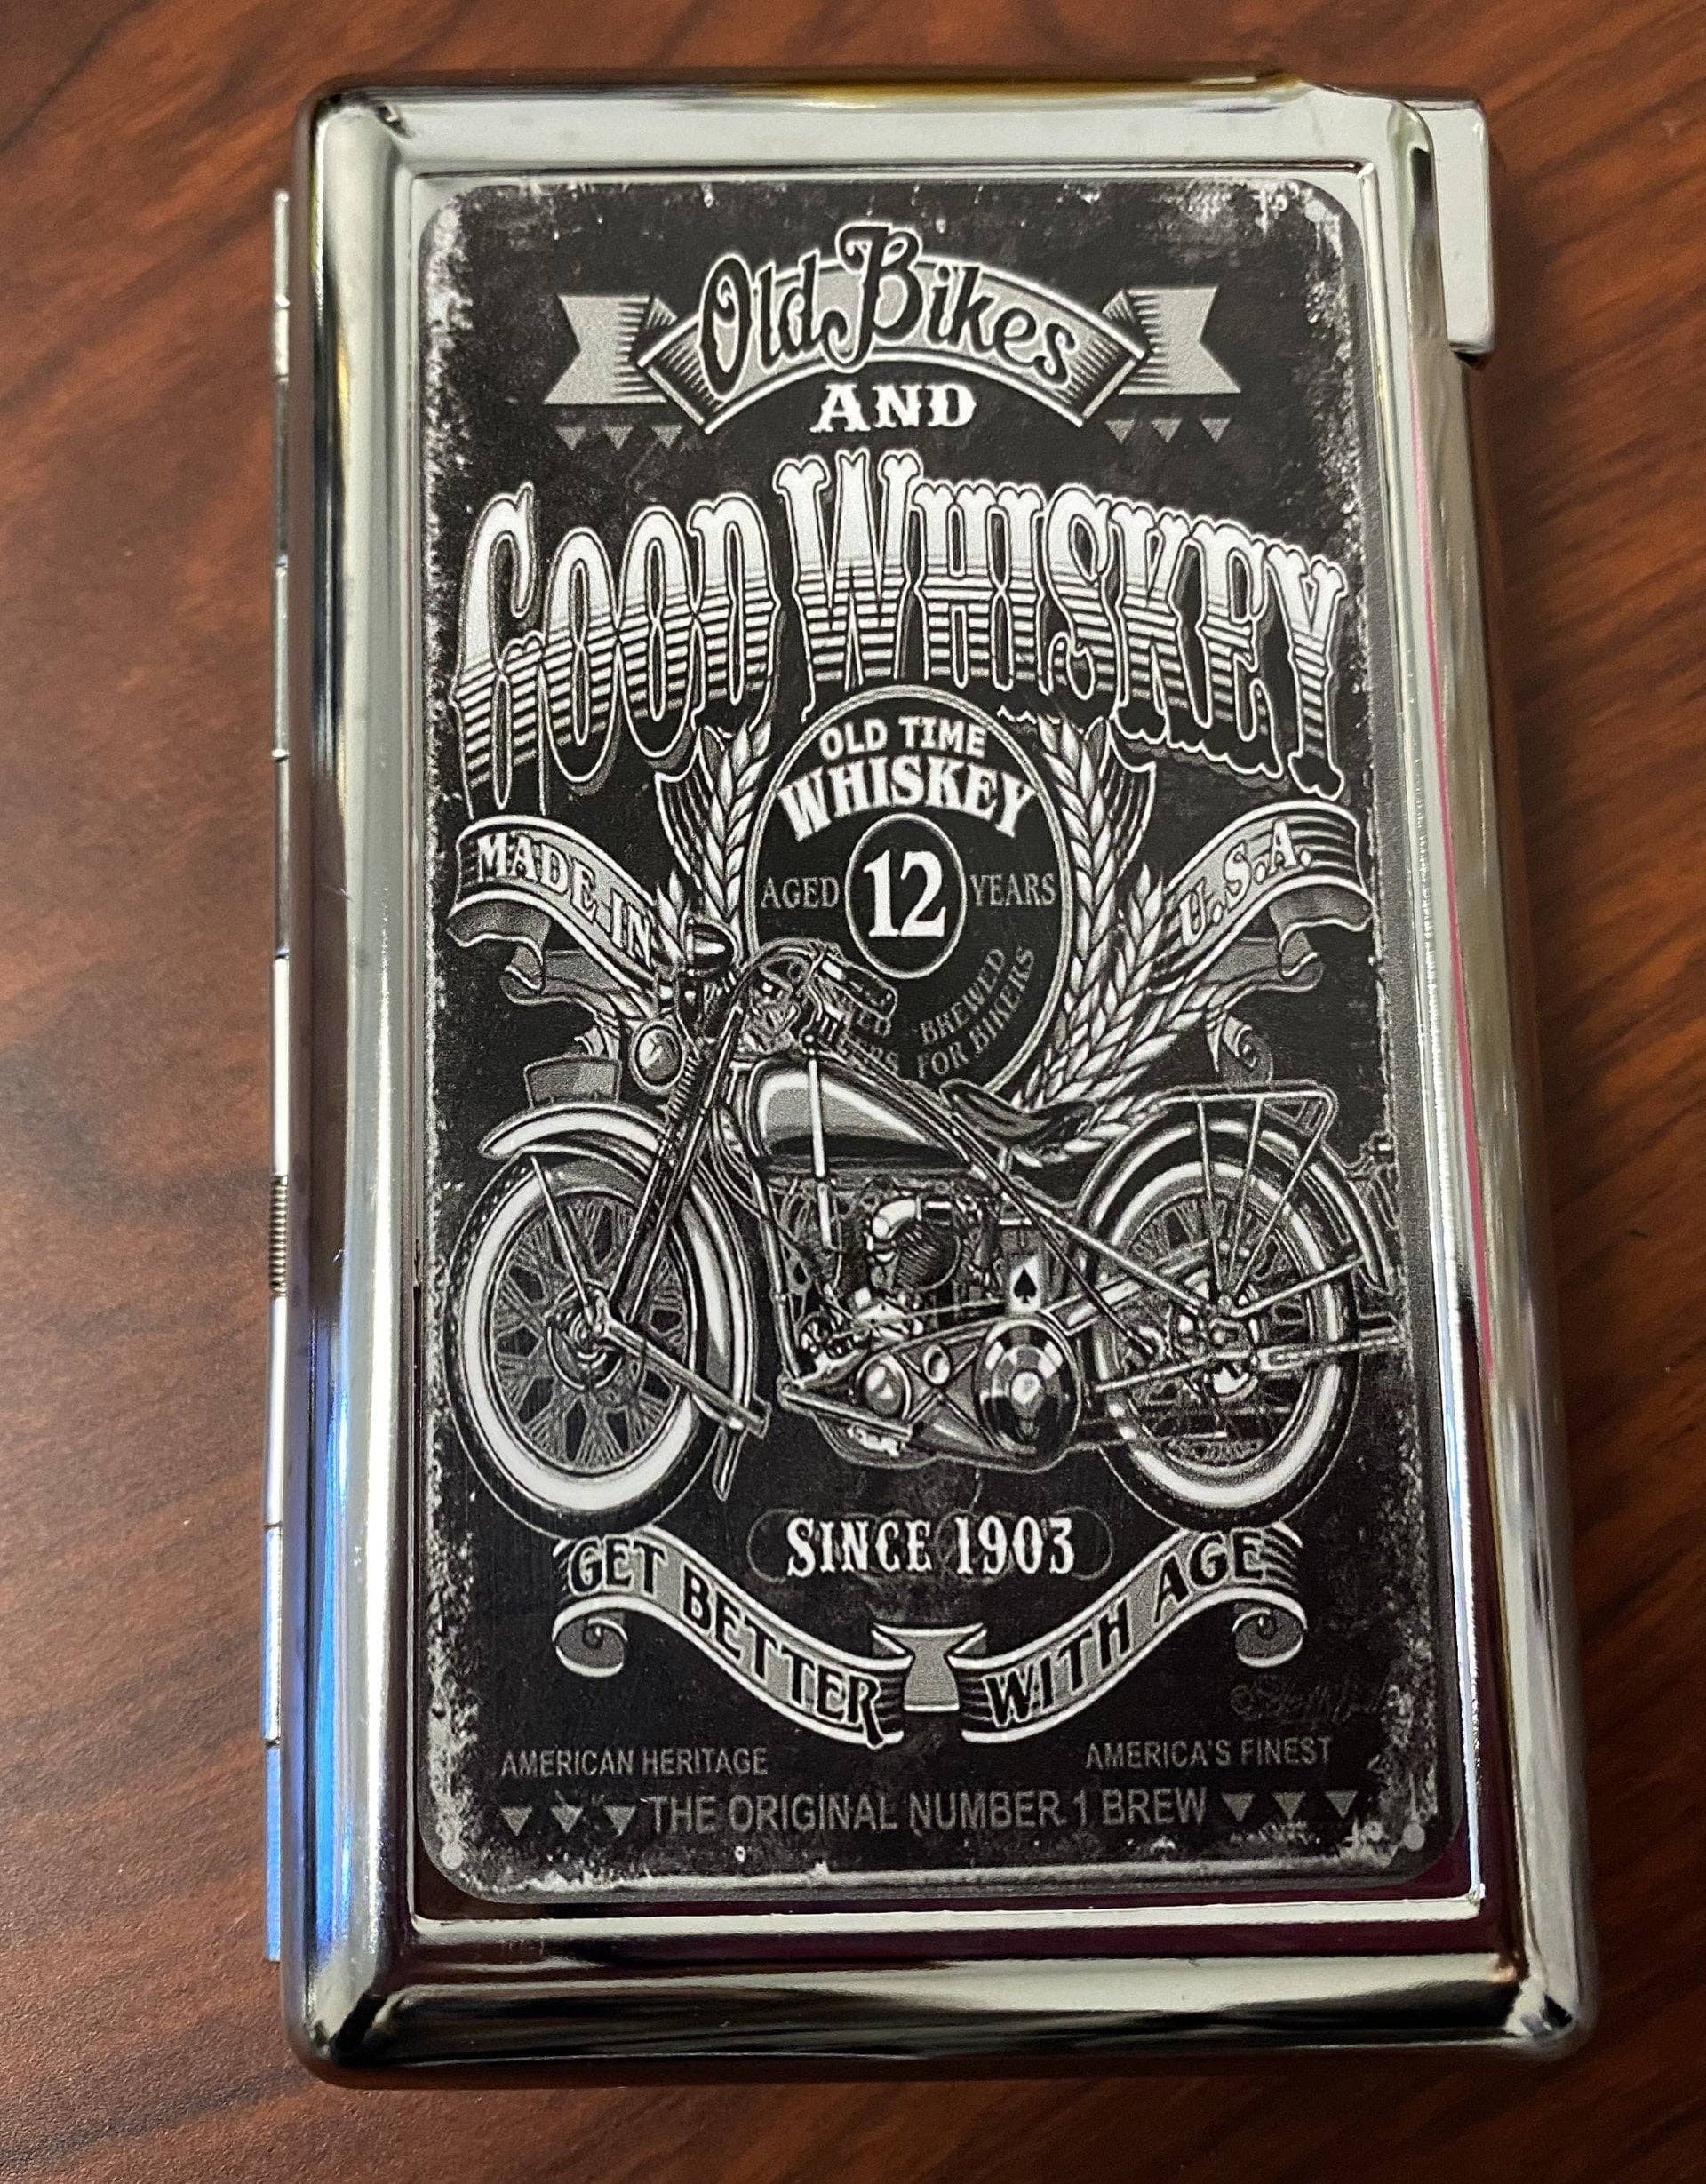 Old Bikes
AND
GOOD WHISKEY
OLD TIME
WHISKEY
MADE IN
U.S.A.
AGED 12 YEARS
BREWED
FOR BIKERS
SINCE 1903
GET BETTER WITH AGE
AMERICAN HERITAGE
AMERICA'S FINEST
THE ORIGINAL NUMBER 1 BREW